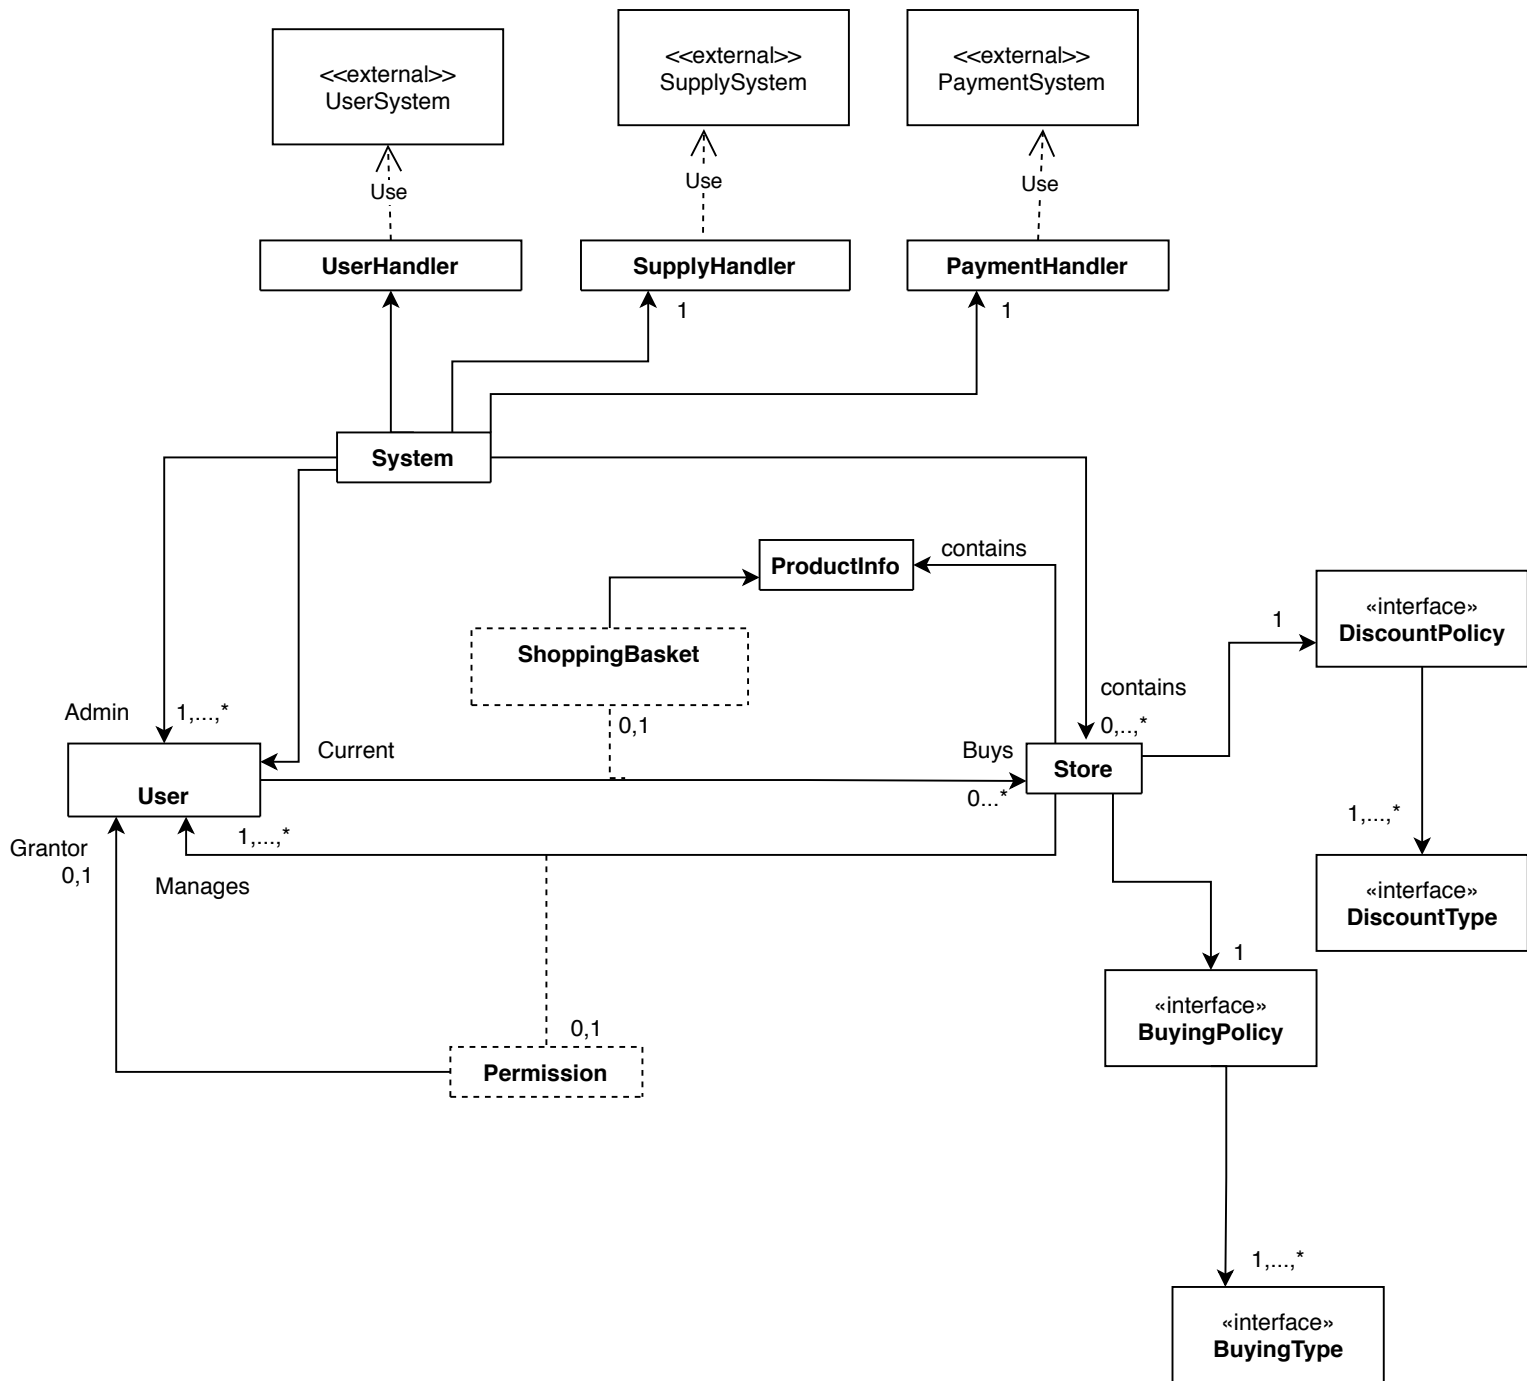 <<external>>
UserSystem
<<external>>
SupplySystem
<<external>>
PaymentSystem
Use
Use
Use
UserHandler
SupplyHandler
PaymentHandler
1
1
System
contains
ProductInfo
«interface»
DiscountPolicy
1
ShoppingBasket
contains
Admin
1,...,*
0,1
0,..,*
Current
Buys
Store
User
0...*
1,...,*
1,...,*
Grantor
0,1
Manages
«interface»
DiscountType
1
«interface»
BuyingPolicy
0,1
Permission
1,...,*
«interface»
BuyingType